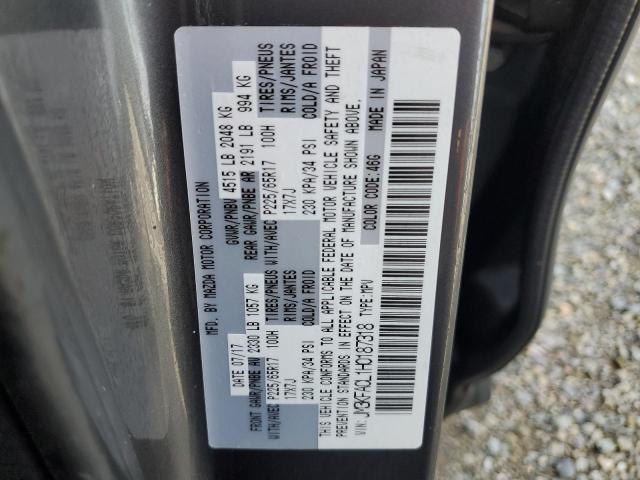 MFD. BY MAZDA MOTOR CORPORATION
DATE 07/17 GVWR/PNBV 4515 LB 2048 KG
FRONT GAWR/PNBE AV 2330 LB 1057 KG REAR GAWR/PNBE AR 2191 LB 994 KG
WITH/AVEC P225/65R17 100H TIRES/PNEUS WITH/AVEC P225/65R17 100H TIRES/PNEUS
17X7J RIMS/JANTES 17X7J RIMS/JANTES
230 KPA/34 PSI COLD/A FROID 230 KPA/34 PSI COLD/A FROID
THIS VEHICLE CONFORMS TO ALL APPLICABLE FEDERAL MOTOR VEHICLE SAFETY AND THEFT
PREVENTION STANDARDS IN EFFECT ON THE DATE OF MANUFACTURE SHOWN ABOVE.
VIN: JM3KFACL1H0187318 TYPE:MPV COLOR CODE: 46G MADE IN JAPAN